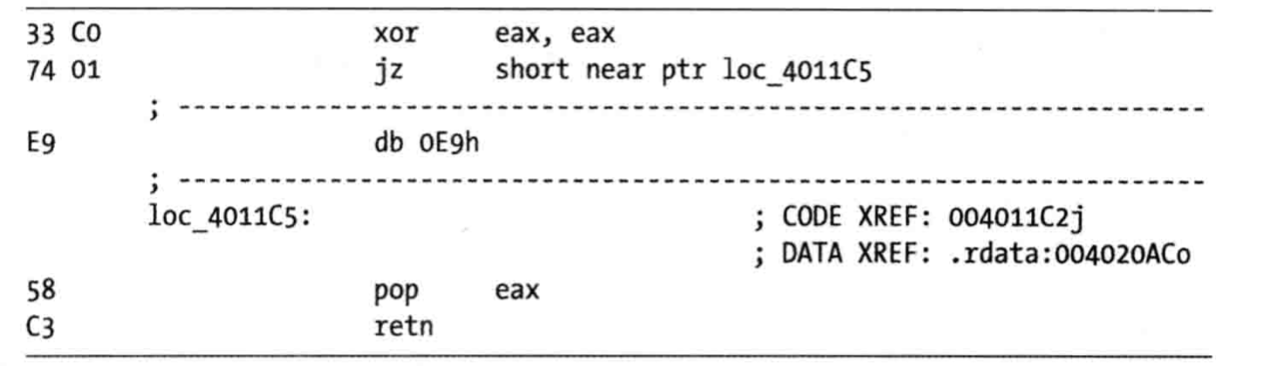 33 C0 xor eax, eax
74 01 jz short near ptr loc_4011C5
; ----------------------------------------------------------------------
E9 db 0E9h
; ----------------------------------------------------------------------
loc_4011C5: ; CODE XREF: 004011C2j
; DATA XREF: .rdata:004020ACo
58 pop eax
C3 retn